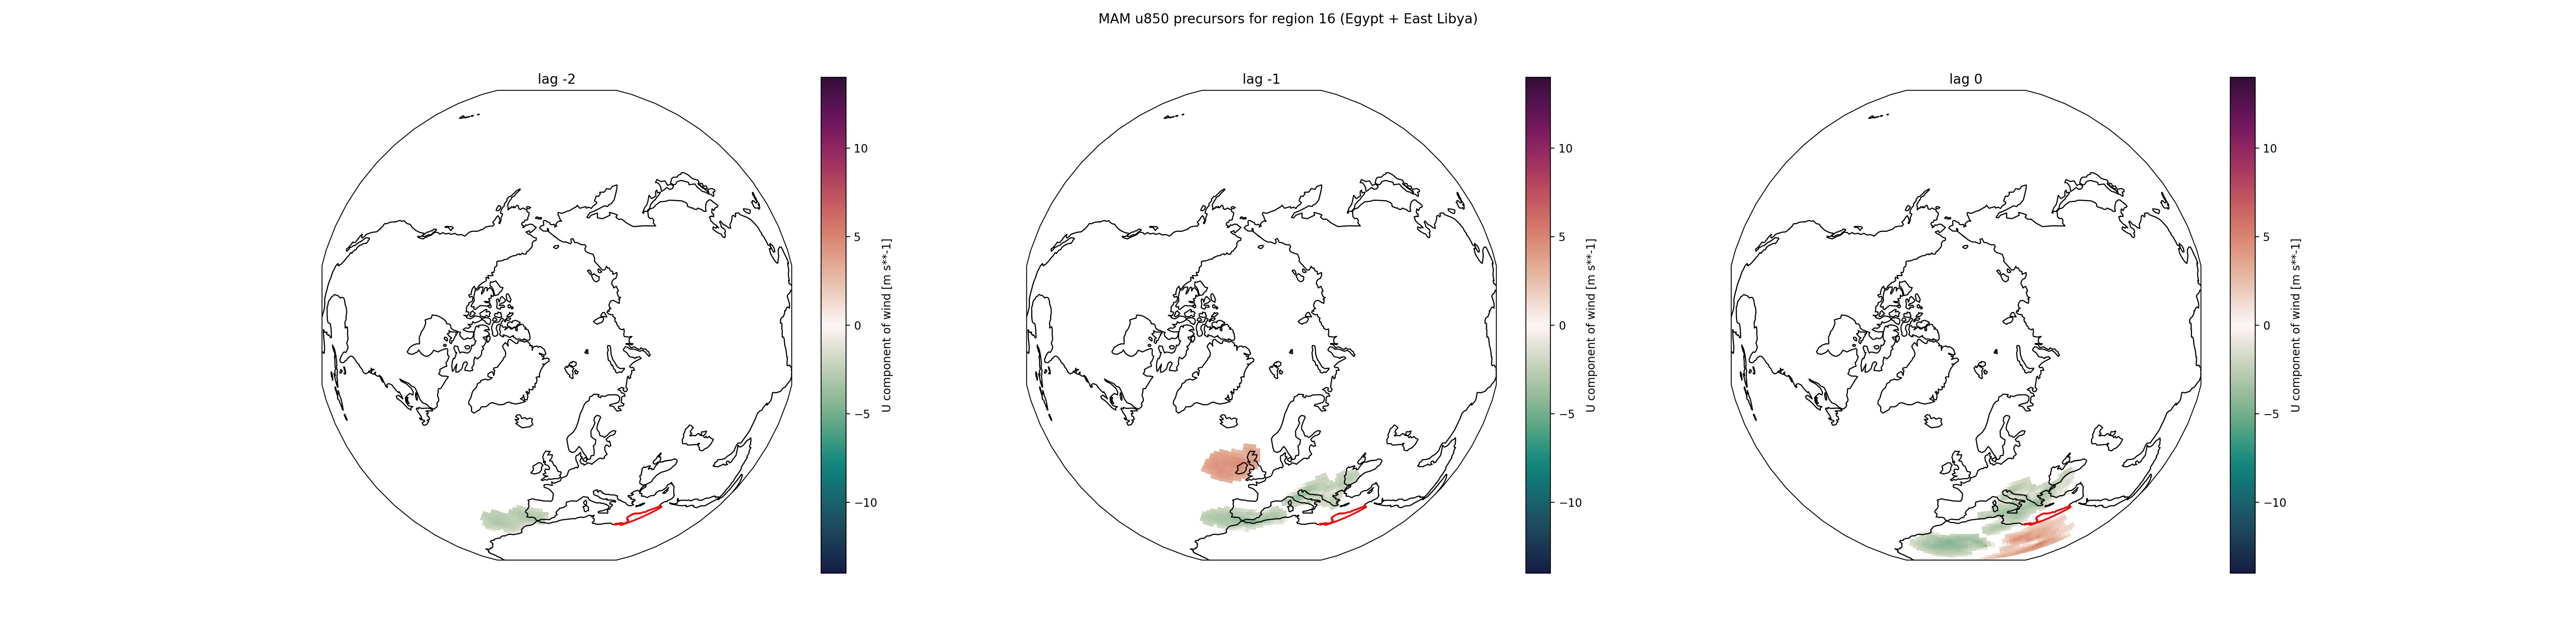 MAM u850 precursors for region 16 (Egypt + East Libya)
lag -2
10
5
0
−5
−10
U component of wind [m s**-1]
lag -1
10
5
0
−5
−10
U component of wind [m s**-1]
lag 0
10
5
0
−5
−10
U component of wind [m s**-1]